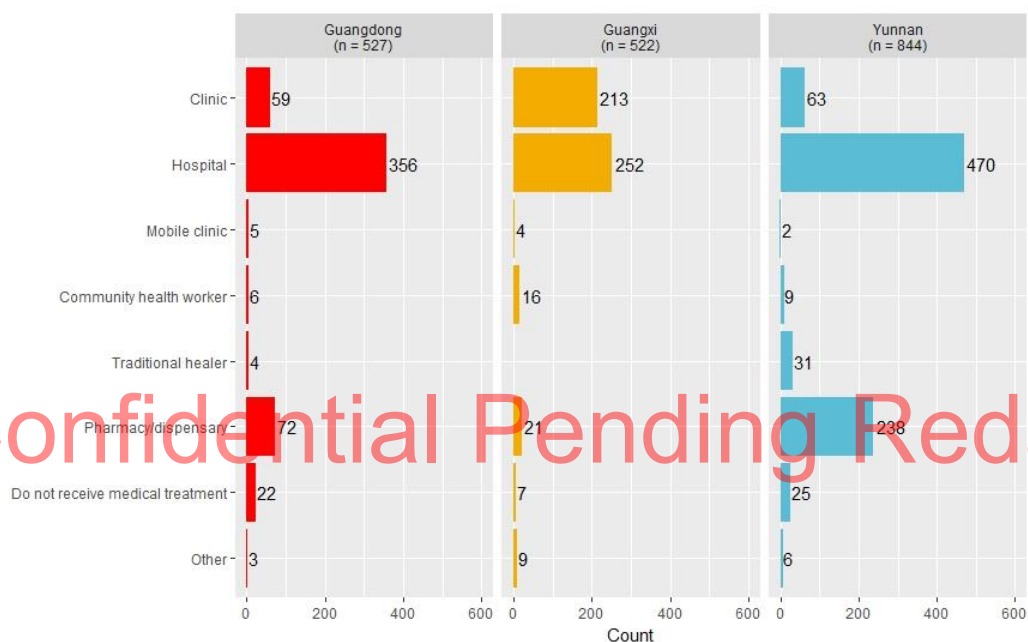 Guangdong
(n = 527)
Guangxi
(n = 522)
Yunnan
(n = 844)
Clinic
59
213
63
Hospital
356
252
470
Mobile clinic
5
4
2
Community health worker
6
16
9
Traditional healer
4
31
Pharmacy/dispensary
72
21
238
onfidential Pending Red
Do not receive medical treatment
22
7
25
Other
3
9
6
0
200
400
600
0
200
400
600
0
200
400
600
Count